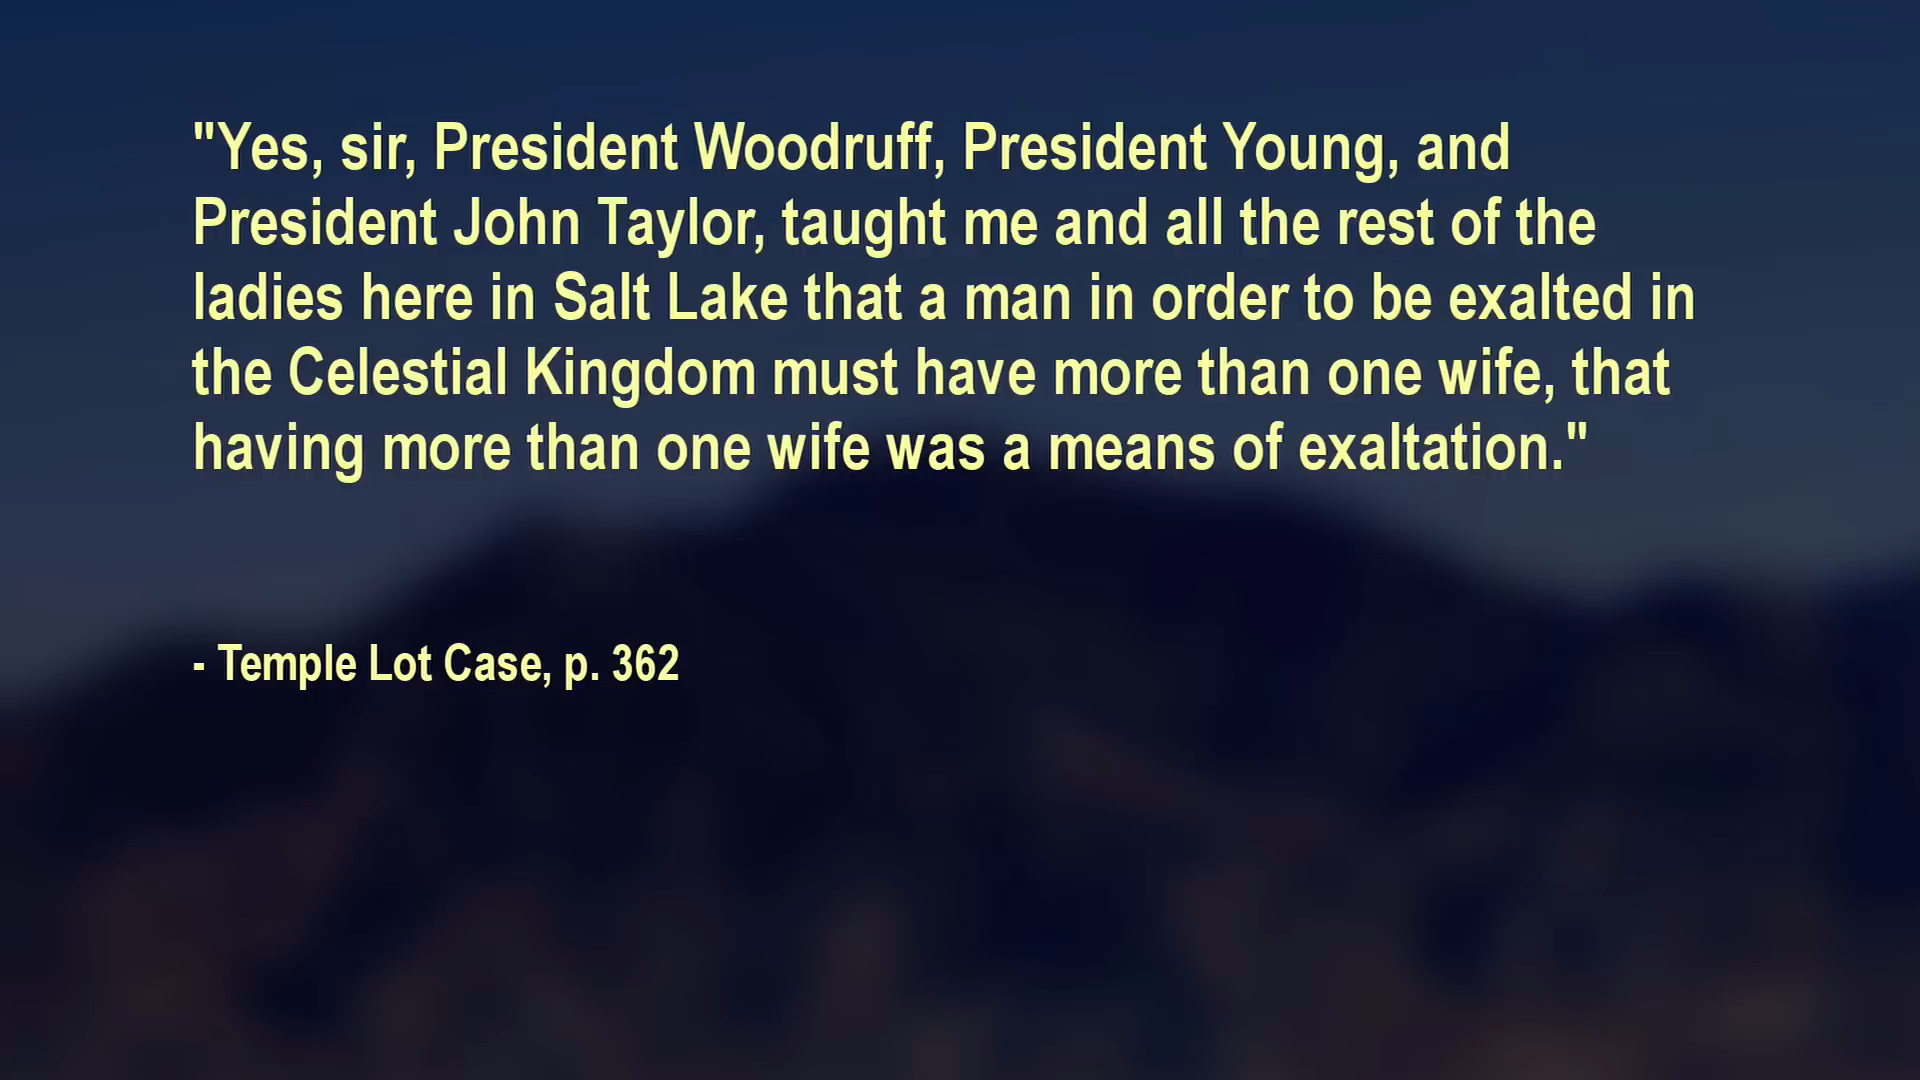 "Yes, sir, President Woodruff, President Young, and
President John Taylor, taught me and all the rest of the
ladies here in Salt Lake that a man in order to be exalted in
the Celestial Kingdom must have more than one wife, that
having more than one wife was a means of exaltation."
- Temple Lot Case, p. 362